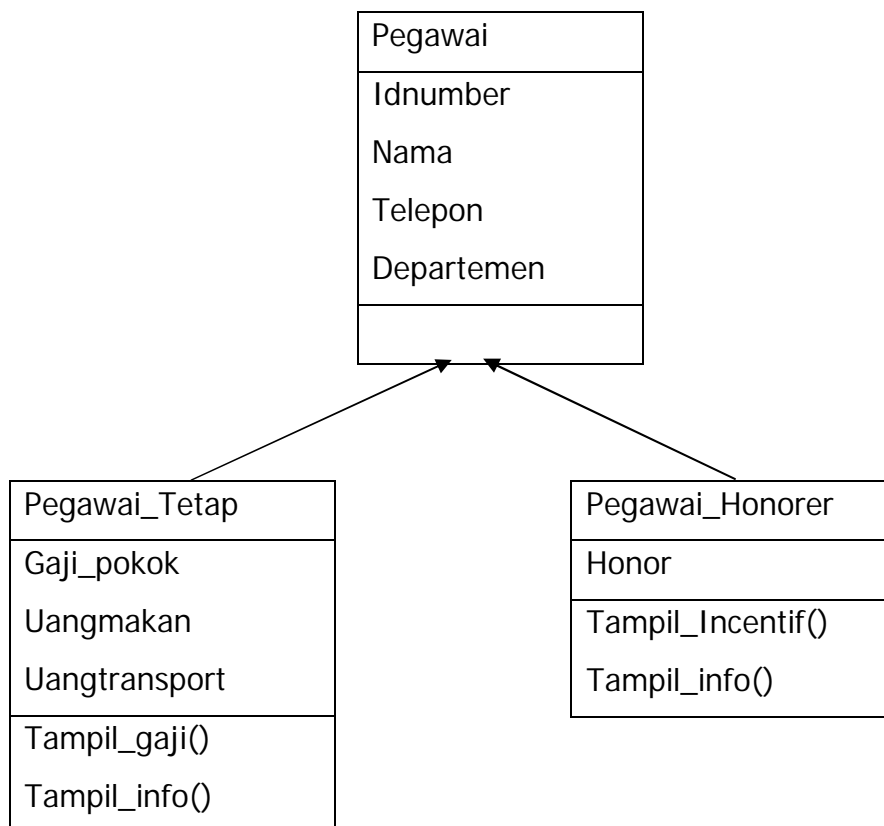 Pegawai
Idnumber
Nama
Telepon
Departemen
Pegawai_Tetap
Gaji_pokok
Uangmakan
Uangtransport
Tampil_gaji()
Tampil_info()
Pegawai_Honorer
Honor
Tampil_Incentif()
Tampil_info()